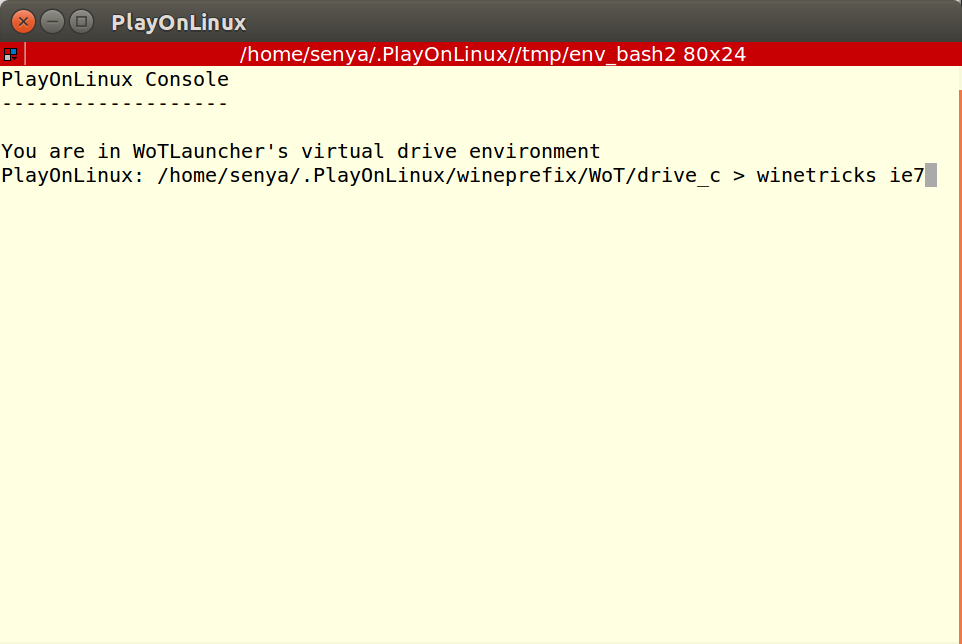 PlayOnLinux
/home/senya/.PlayOnLinux//tmp/env_bash2 80x24
PlayOnLinux Console
-------------------
You are in WoTLauncher's virtual drive environment
PlayOnLinux: /home/senya/.PlayOnLinux/wineprefix/WoT/drive_c > winetricks ie7